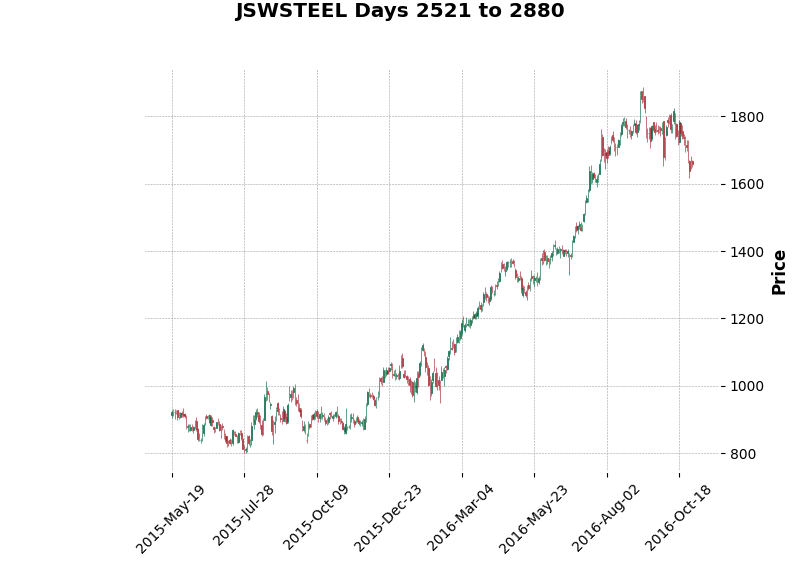 JSWSTEEL Days 2521 to 2880
1800
1600
1400
1200
1000
800
Price
2015-May-19
2015-Jul-28
2015-Oct-09
2015-Dec-23
2016-Mar-04
2016-May-23
2016-Aug-02
2016-Oct-18